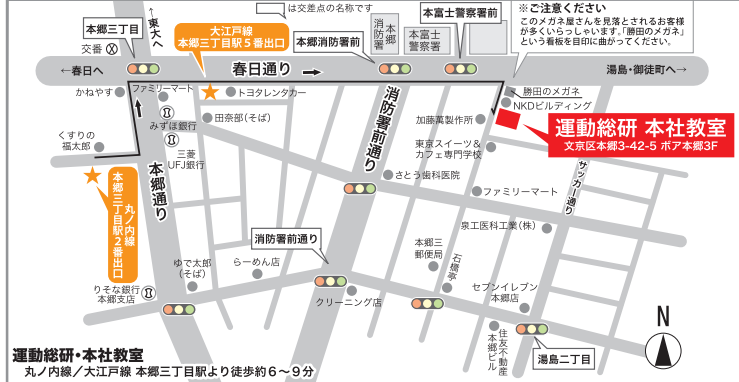 は交差点の名称です
※ご注意ください
このメガネ屋さんを見落とされるお客様
が多くいらっしゃいます。「勝田のメガネ」
という看板を目印に曲がってください。
←東大へ
本郷三丁目
交番
大江戸線
本郷三丁目駅5番出口
本郷消防署前
本郷
消防署
本富士
警察署
本富士警察署前
←春日へ
春日通り
湯島・御徒町へ→
かねやす
ファミリーマート
トヨタレンタカー
勝田のメガネ
NKDビルディング
みずほ銀行
田奈部(そば)
消防署前通り
加藤萬製作所
運動総研 本社教室
文京区本郷3-42-5 ボア本郷3F
くすりの
福太郎
三菱
UFJ銀行
本郷通り
東京スイーツ&
カフェ専門学校
サッカー通り
さとう歯科医院
ファミリーマート
丸ノ内線
本郷三丁目駅2番出口
消防署前通り
泉工医科工業(株)
本郷三
郵便局
石橋亭
ゆで太郎
(そば)
らーめん店
りそな銀行
本郷支店
クリーニング店
セブンイレブン
本郷店
住友不動産
本郷ビル
湯島二丁目
N
運動総研・本社教室
丸ノ内線/大江戸線 本郷三丁目駅より徒歩約6~9分